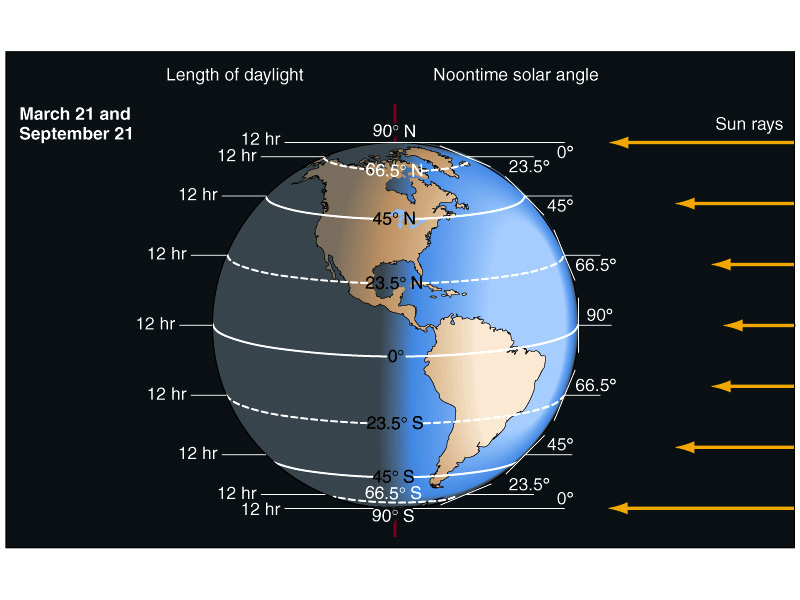 Length of daylight
Noontime solar angle
March 21 and
September 21
Sun rays
12 hr
90° N
0°
12 hr
66.5° N
23.5°
12 hr
45° N
45°
12 hr
23.5° N
66.5°
12 hr
0°
90°
12 hr
23.5° S
66.5°
12 hr
45° S
45°
12 hr
66.5° S
23.5°
12 hr
90° S
0°